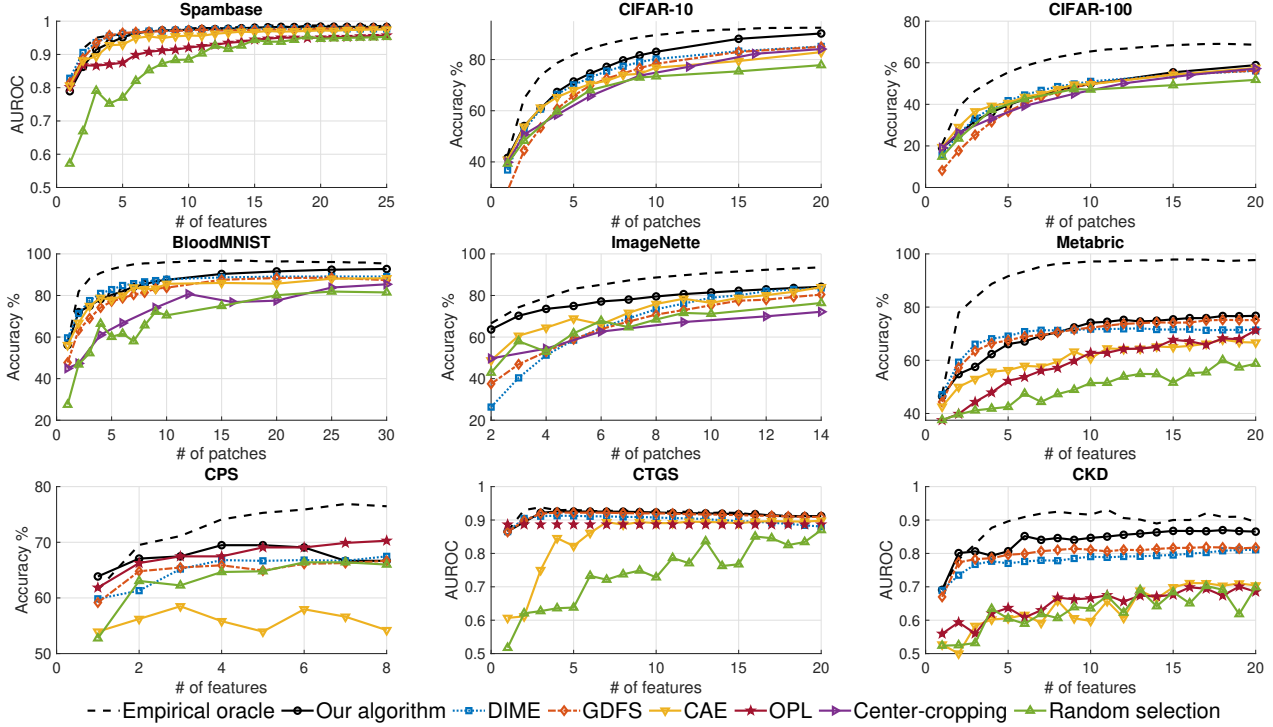 Spambase
CIFAR-10
CIFAR-100
1
0.9
0.8
0.7
0.6
0.5
AUROC
0 5 10 15 20 25
# of features
80
60
40
Accuracy %
0 5 10 15 20
# of patches
80
60
40
20
0
Accuracy %
0 5 10 15 20
# of patches
BloodMNIST
ImageNette
Metabric
100
80
60
40
20
Accuracy %
0 5 10 15 20 25 30
# of patches
100
80
60
40
20
Accuracy %
2 4 6 8 10 12 14
# of patches
100
80
60
40
Accuracy %
0 5 10 15 20
# of features
CPS
CTGS
CKD
80
70
60
50
Accuracy %
0 2 4 6 8
# of features
1
0.9
0.8
0.7
0.6
0.5
AUROC
0 5 10 15 20
# of features
1
0.9
0.8
0.7
0.6
0.5
AUROC
0 5 10 15 20
# of features
Empirical oracle Our algorithm DIME GDFS CAE OPL Center-cropping Random selection